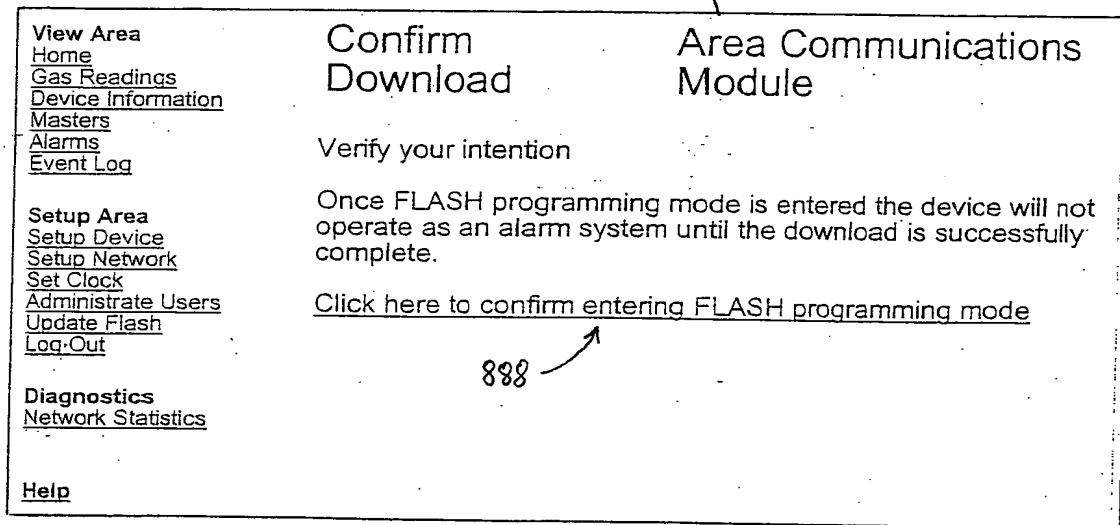 View Area
Home
Gas Readings
Device Information
Masters
Alarms
Event Log
Setup Area
Setup Device
Setup Network
Set Clock
Administrate Users
Update Flash
Log Out
Diagnostics
Network Statistics
Help
Confirm
Download
Area Communications
Module
Verify your intention
Once FLASH programming mode is entered the device will not
operate as an alarm system until the download is successfully
complete.
Click here to confirm entering FLASH programming mode
888